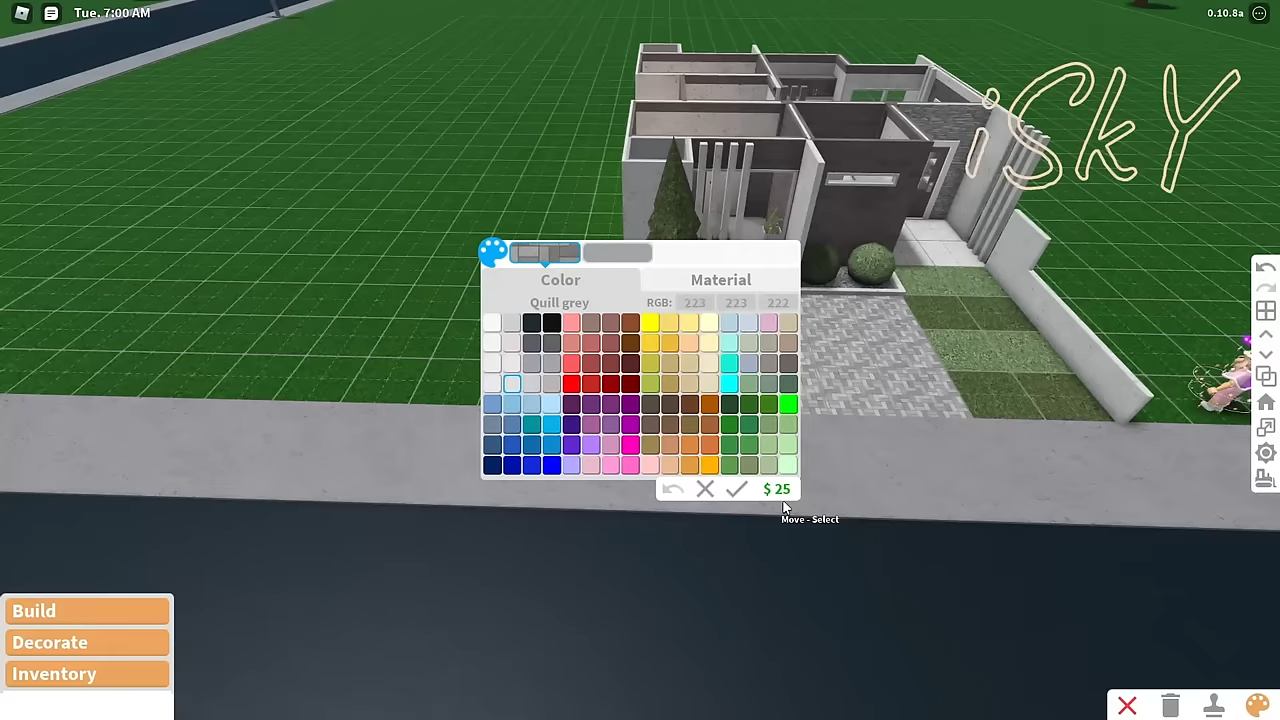 Tue. 7:00 AM
0.10.8a
iSkY
Color
Material
Quill grey
RGB: 223 223 222
$ 25
Move - Select
Build
Decorate
Inventory